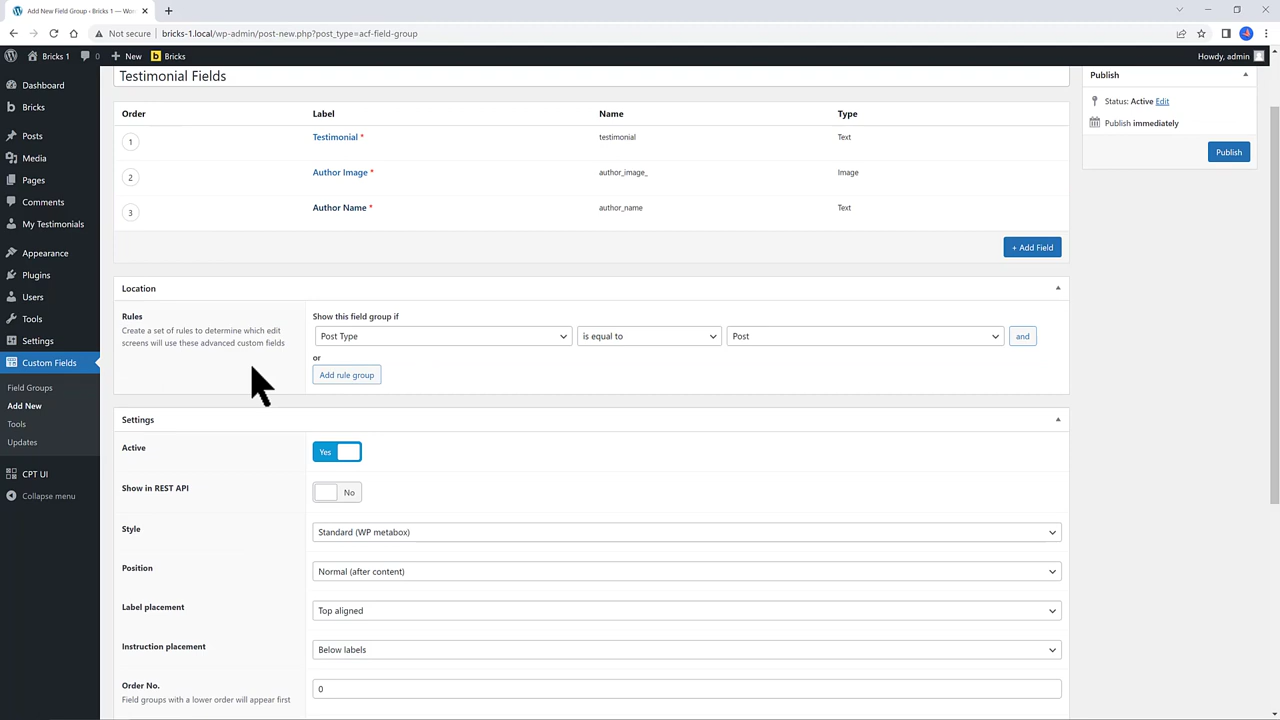 Add New Field Group ‹ Bricks 1 — Wor
Not secure
bricks-1.local/wp-admin/post-new.php?post_type=acf-field-group
Bricks 1
0
New
Bricks
Howdy, admin
Dashboard
Bricks
Posts
Media
Pages
Comments
My Testimonials
Appearance
Plugins
Users
Tools
Settings
Custom Fields
Field Groups
Add New
Tools
Updates
CPT UI
Collapse menu
Testimonial Fields
Order Label Name Type
1 Testimonial * testimonial Text
2 Author Image * author_image_ Image
3 Author Name * author_name Text
+ Add Field
Location
Rules
Create a set of rules to determine which edit
screens will use these advanced custom fields
Show this field group if
Post Type is equal to Post and
or
Add rule group
Settings
Active
Yes
Show in REST API
No
Style
Standard (WP metabox)
Position
Normal (after content)
Label placement
Top aligned
Instruction placement
Below labels
Order No.
Field groups with a lower order will appear first
0
Publish
Status: Active Edit
Publish immediately
Publish